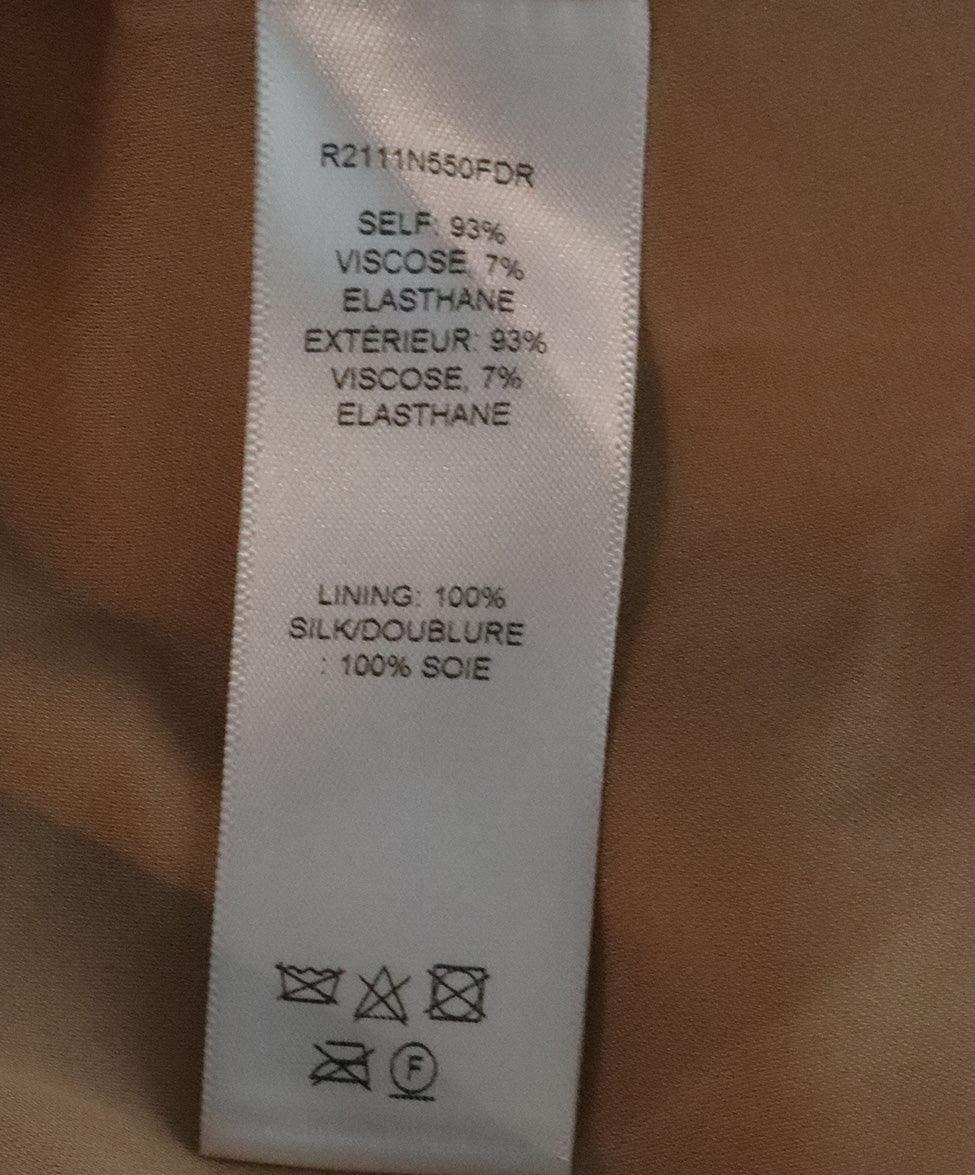 R2111N550FDR
SELF: 93%
VISCOSE, 7%
ELASTHANE
EXTÉRIEUR: 93%
VISCOSE, 7%
ELASTHANE
LINING: 100%
SILK/DOUBLURE
: 100% SOIE
F